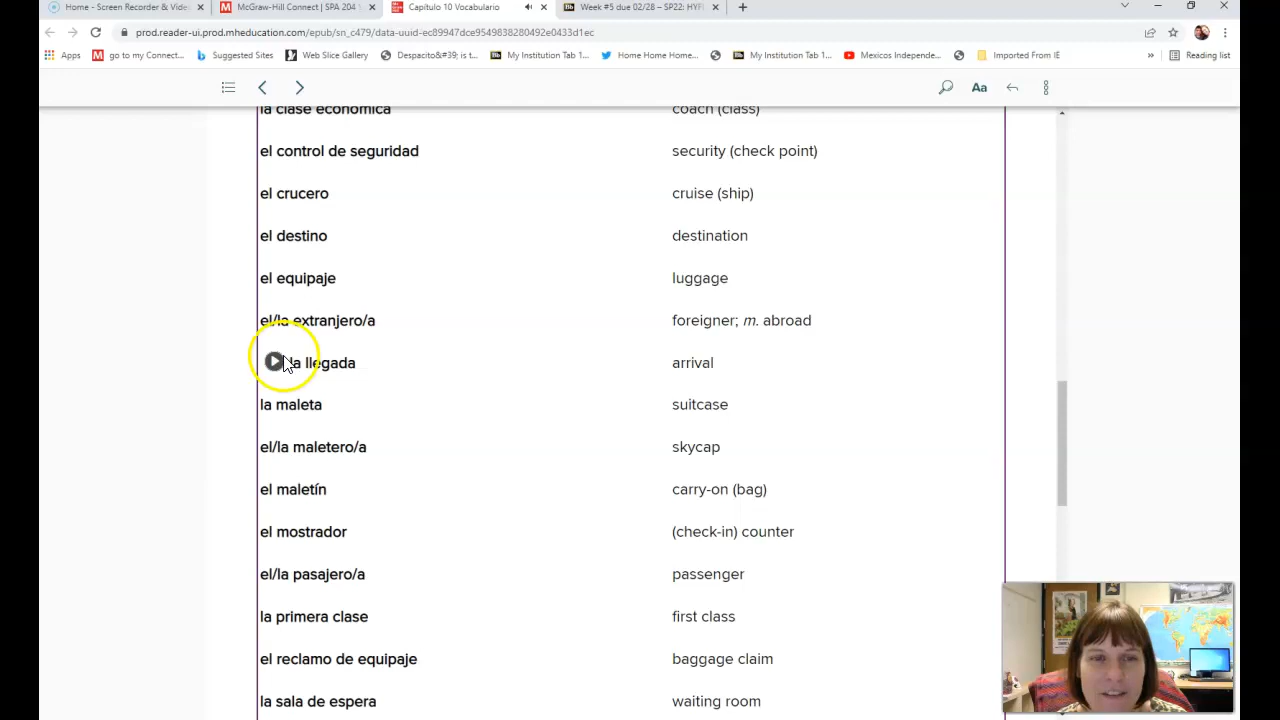 Home - Screen Recorder & Vide
McGraw-Hill Connect | SPA 204
Capítulo 10 Vocabulario
Week #5 due 02/28 – SP22: HYF
prod.reader-ui.prod.mheducation.com/epub/sn_c479/data-uuid-ec89947dce9549838280492e0433d1ec
Apps go to my Connect... Suggested Sites Web Slice Gallery Despacito&#39; is t... My Institution Tab 1... Home Home Home... My Institution Tab 1... Mexicos Independe... Imported From IE » Reading list
Aa
la clase económica coach (class)
el control de seguridad security (check point)
el crucero cruise (ship)
el destino destination
el equipaje luggage
el/la extranjero/a foreigner; m. abroad
la llegada arrival
la maleta suitcase
el/la maletero/a skycap
el maletín carry-on (bag)
el mostrador (check-in) counter
el/la pasajero/a passenger
la primera clase first class
el reclamo de equipaje baggage claim
la sala de espera waiting room